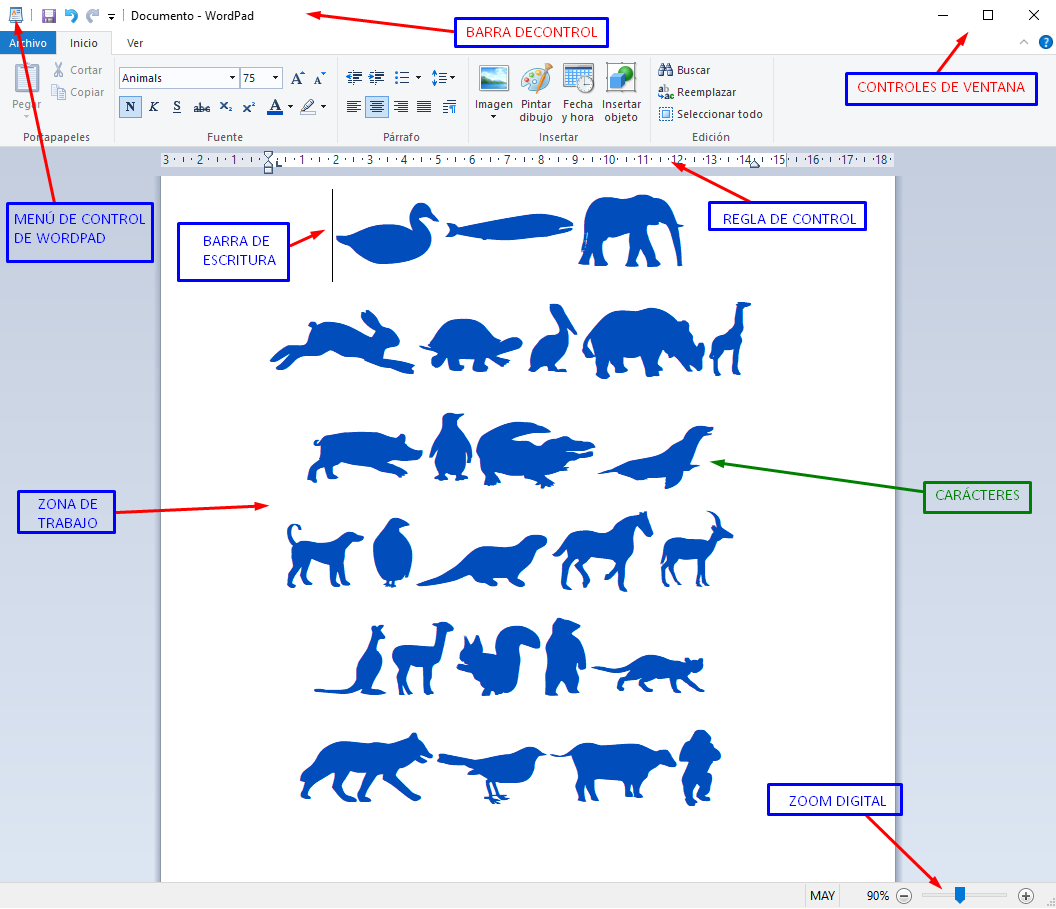 Documento - WordPad
BARRA DECONTROL
Archivo Inicio Ver
Pegar
Cortar
Copiar
Portapapeles
Animals 75
N K S abc X₂ X² A
Fuente
Párrafo
Imagen
Pintar dibujo
Fecha y hora
Insertar objeto
Insertar
Buscar
Reemplazar
Seleccionar todo
Edición
CONTROLES DE VENTANA
3 2 1 1 2 3 4 5 6 7 8 9 10 11 12 13 14 15 16 17 18
MENÚ DE CONTROL
DE WORDPAD
BARRA DE
ESCRITURA
REGLA DE CONTROL
CARÁCTERES
ZONA DE
TRABAJO
ZOOM DIGITAL
MAY 90%